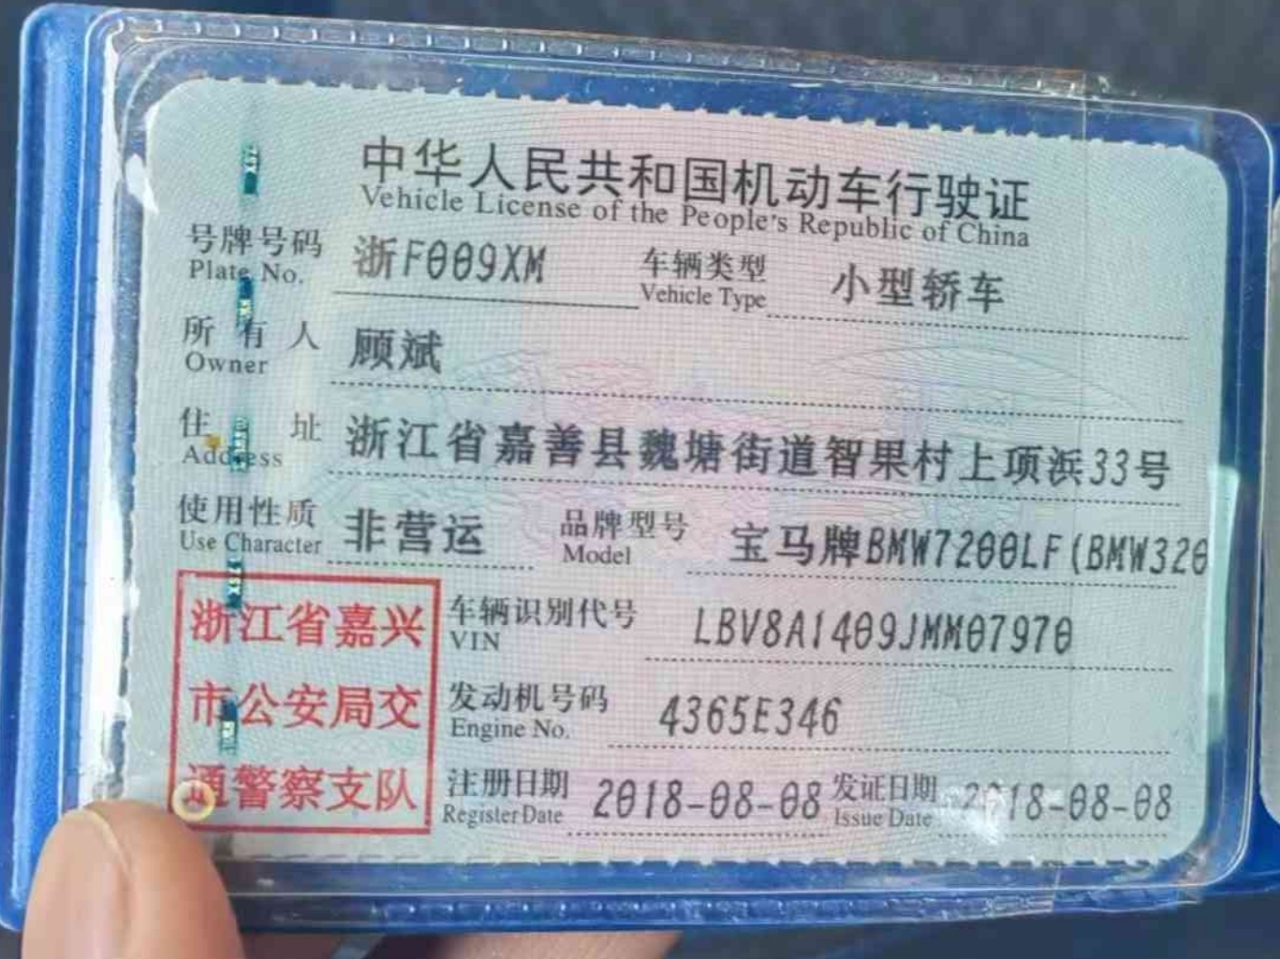 中华人民共和国机动车行驶证
Vehicle License of the People's Republic of China
号牌号码 浙F009XM 车辆类型 小型轿车
Plate No. Vehicle Type
所有人 顾斌
Owner
住址 浙江省嘉善县魏塘街道智果村上项浜33号
Address
使用性质 非营运 品牌型号 宝马牌BMW7200LF(BMW320
Use Character Model
浙江省嘉兴 车辆识别代号 LBV8A1409JMM07970
VIN
市公安局交 发动机号码 4365E346
Engine No.
通警察支队 注册日期 2018-08-08 发证日期 2018-08-08
Register Date Issue Date